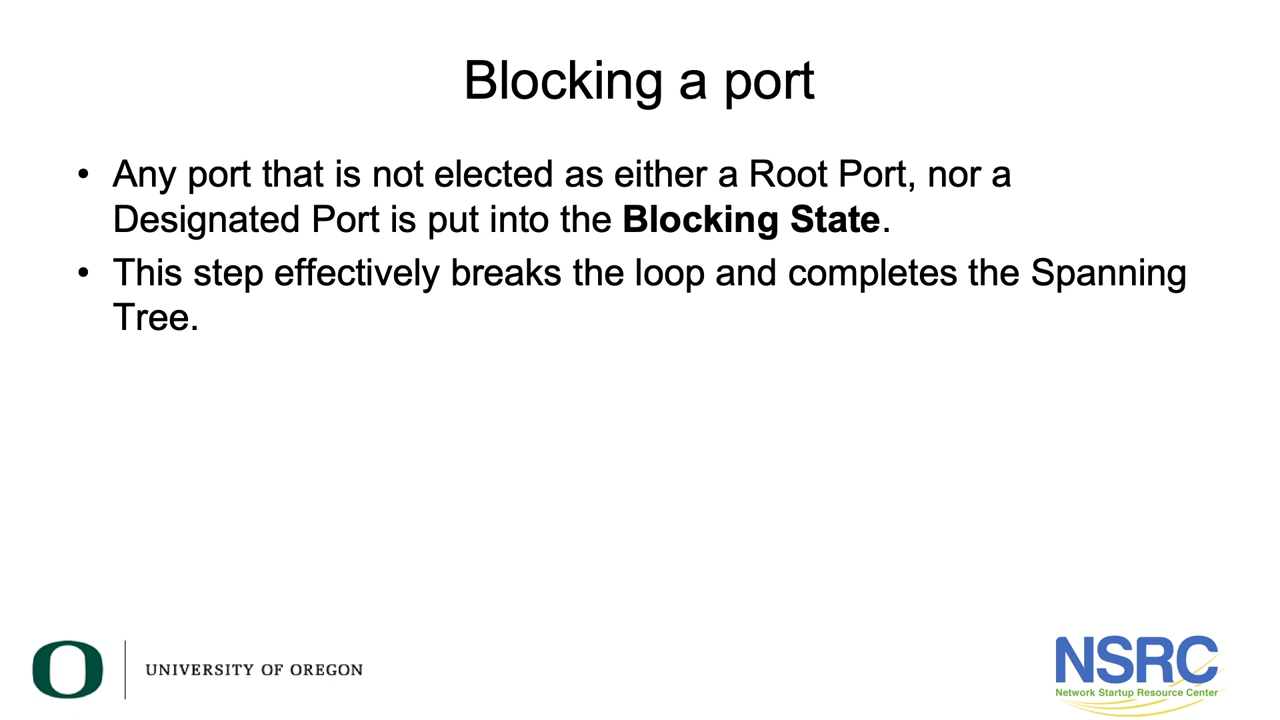 Blocking a port
• Any port that is not elected as either a Root Port, nor a
Designated Port is put into the Blocking State.
• This step effectively breaks the loop and completes the Spanning
Tree.
O
UNIVERSITY OF OREGON
NSRC
Network Startup Resource Center